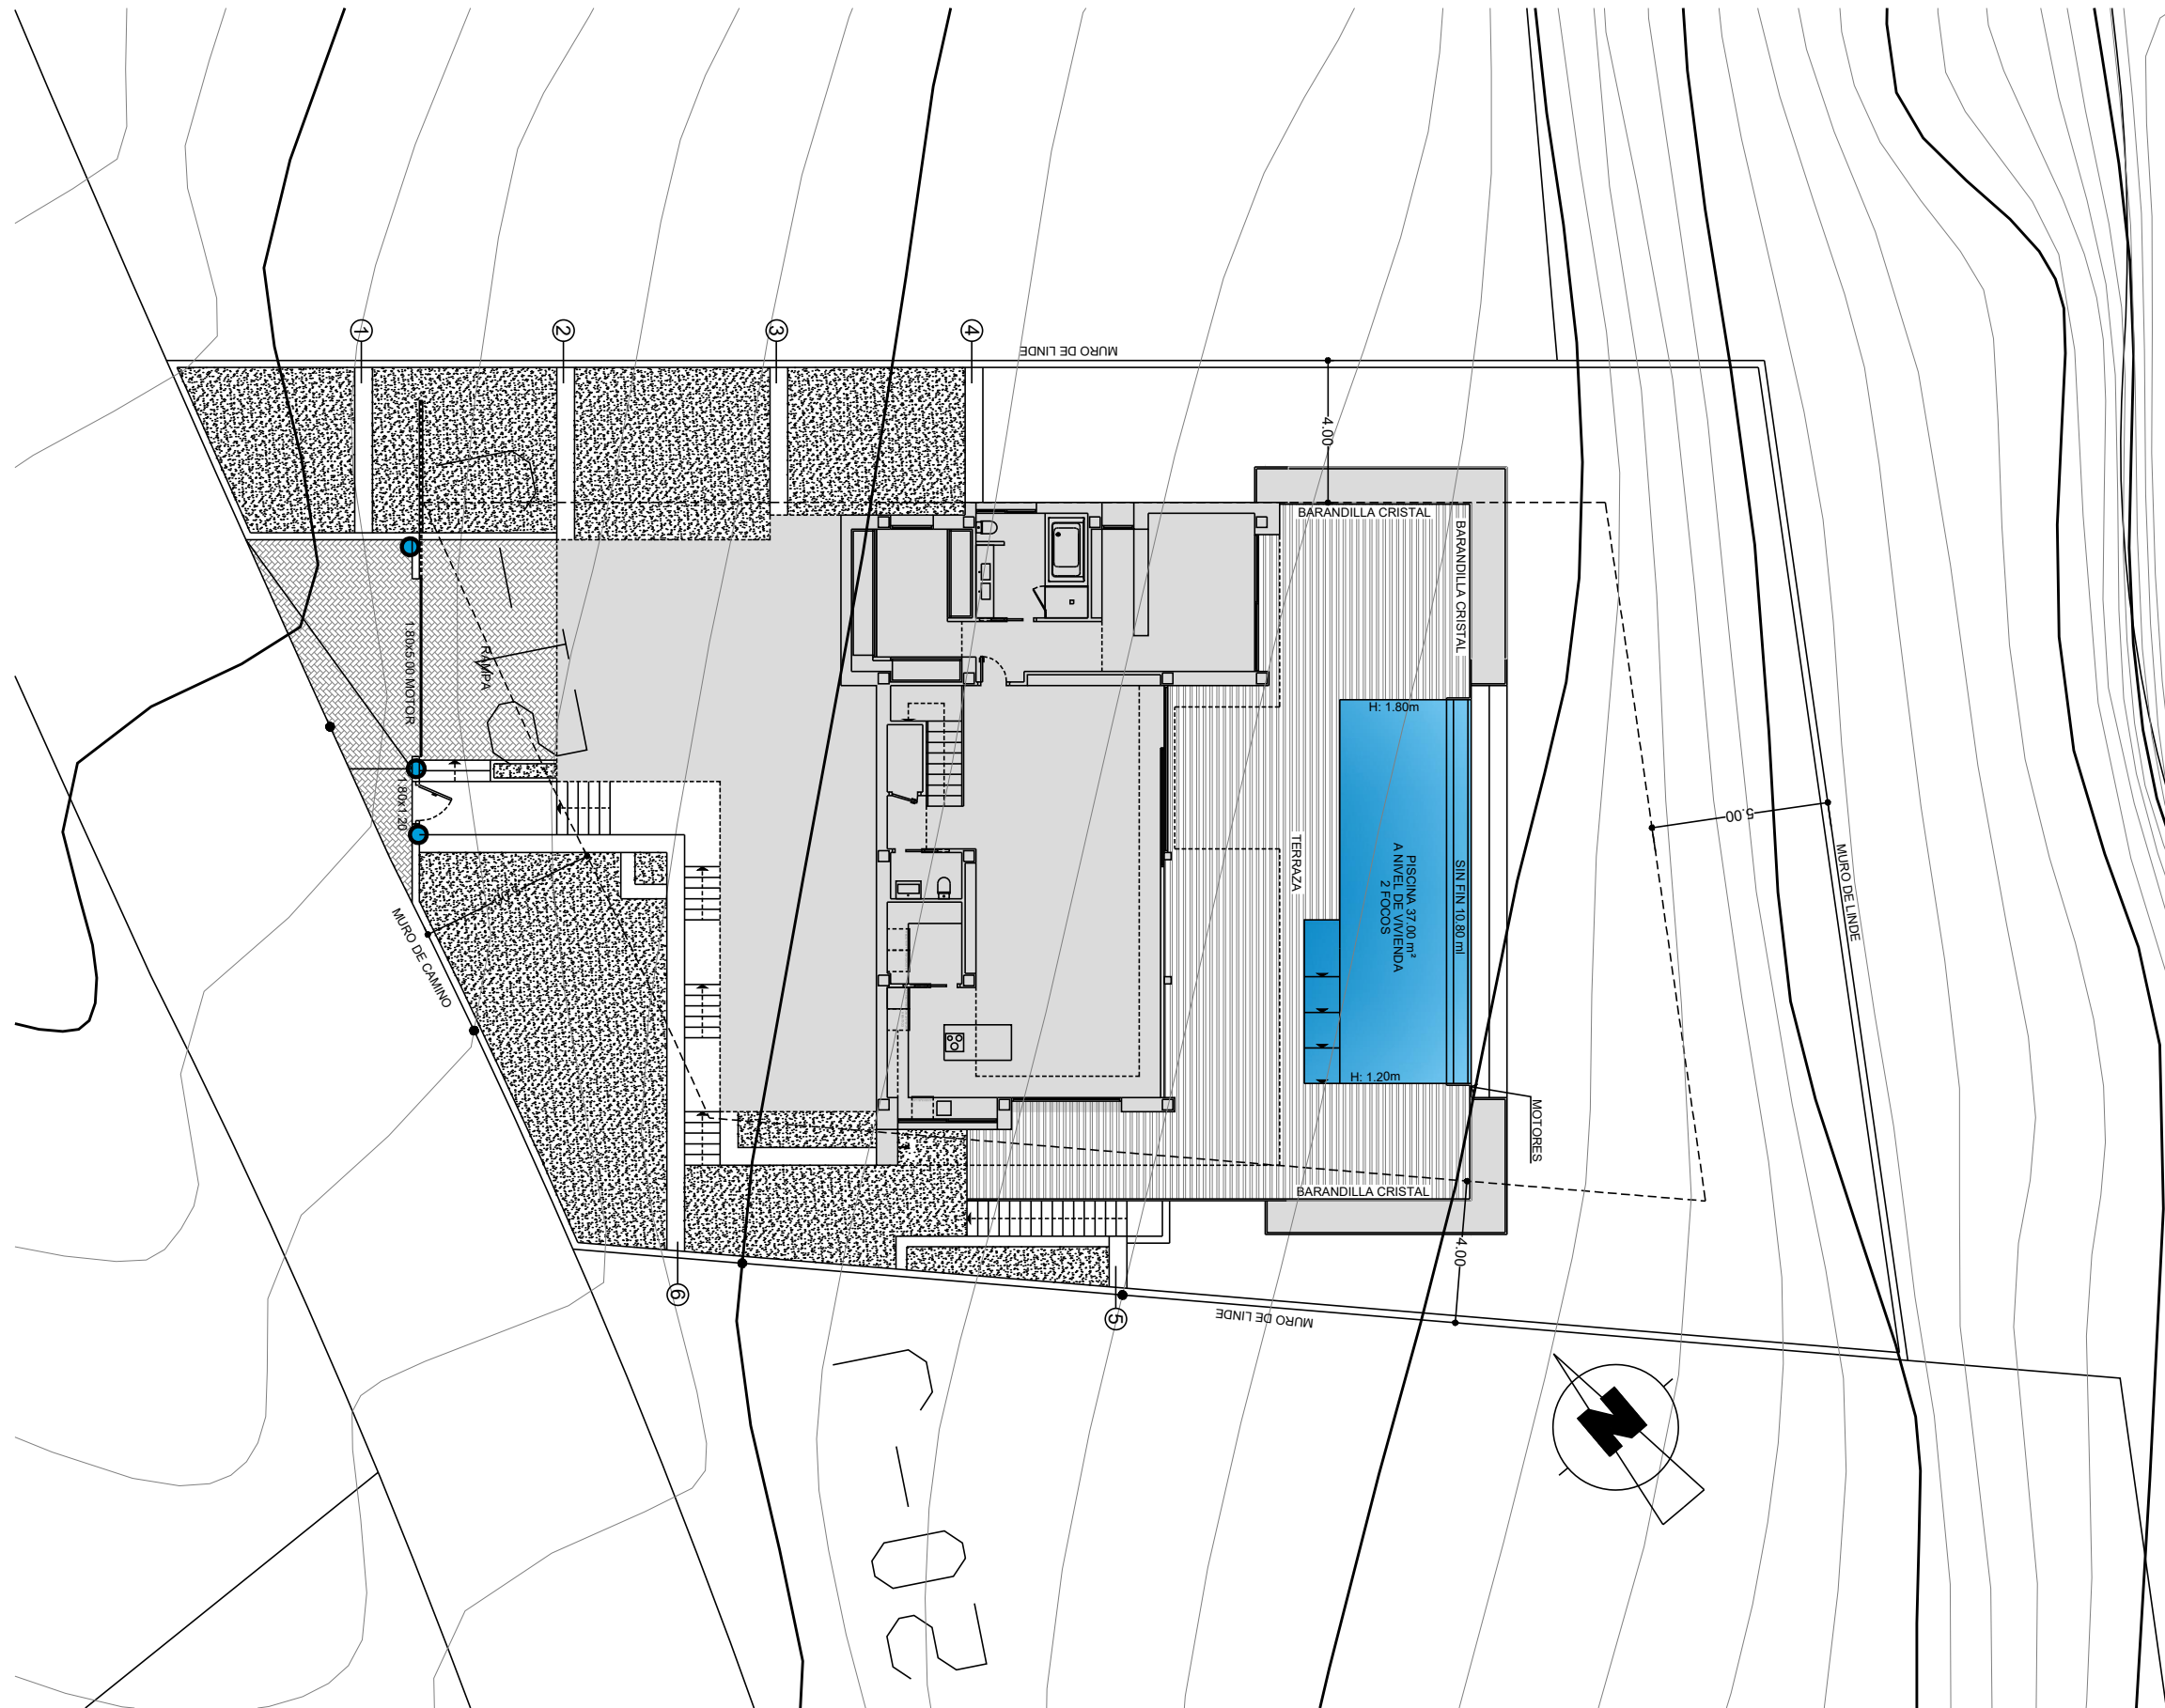 1
2
3
4
MURO DE LINDE
4.00
BARANDILLA CRISTAL
BARANDILLA CRISTAL
1.80x5.00 MOTOR
RAMPA
H: 1.80m
1.80x1.20
TERRAZA
PISCINA 37.00 m²
A NIVEL DE VIVIENDA
2 FOCOS
SIN FIN 10.80 ml
5.00
MURO DE LINDE
MURO DE CAMINO
H: 1.20m
MOTORES
BARANDILLA CRISTAL
4.00
6
5
MURO DE LINDE
N